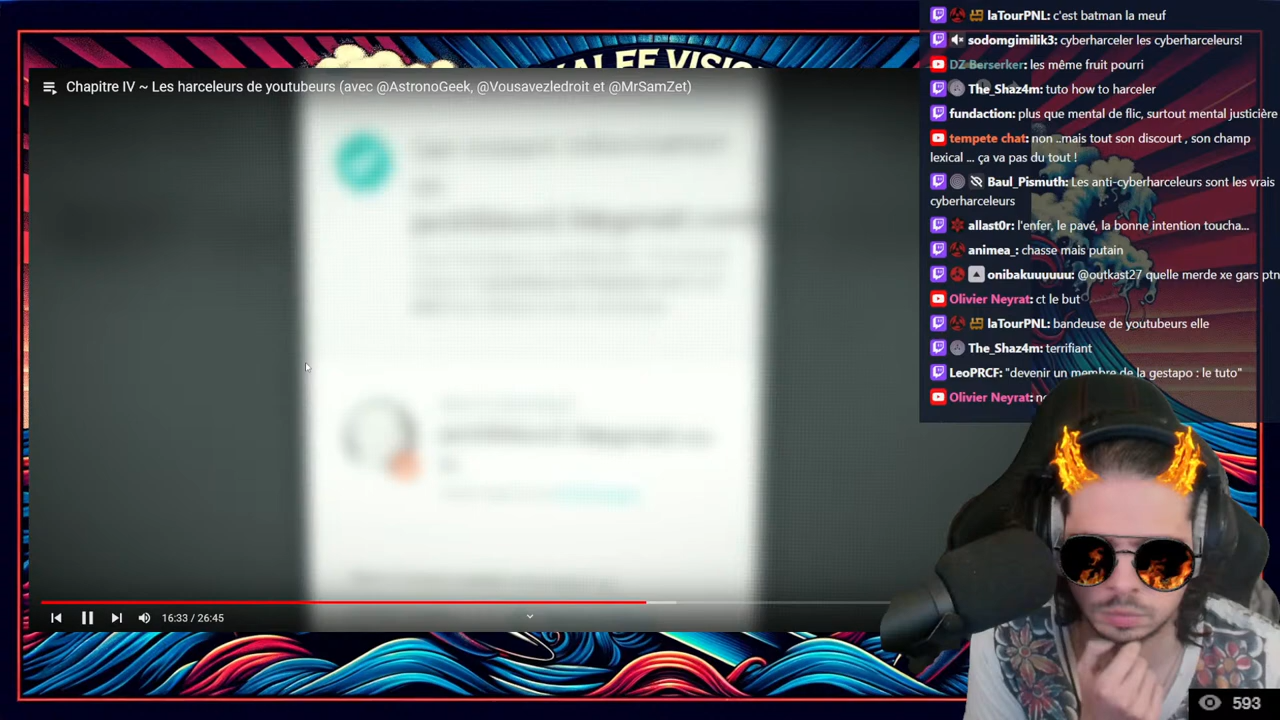 KALEE VISION
Chapitre IV ~ Les harceleurs de youtubeurs (avec @AstronoGeek, @Vousavezledroit et @MrSamZet)
16:33 / 26:45
laTourPNL: c'est batman la meuf
sodomgimilik3: cyberharceler les cyberharceleurs!
DZ Berserker: les même fruit pourri
The_Shaz4m: tuto how to harceler
fundaction: plus que mental de flic, surtout mental justicière
tempete chat: non ..mais tout son discourt , son champ
lexical ... ça va pas du tout !
Baul_Pismuth: Les anti-cyberharceleurs sont les vrais
cyberharceleurs
allast0r: l'enfer, le pavé, la bonne intention toucha...
animea_: chasse mais putain
onibakuuuuuu: @outkast27 quelle merde xe gars ptn
Olivier Neyrat: ct le but
laTourPNL: bandeuse de youtubeurs elle
The_Shaz4m: terrifiant
LeoPRCF: "devenir un membre de la gestapo : le tuto"
Olivier Neyrat:
593